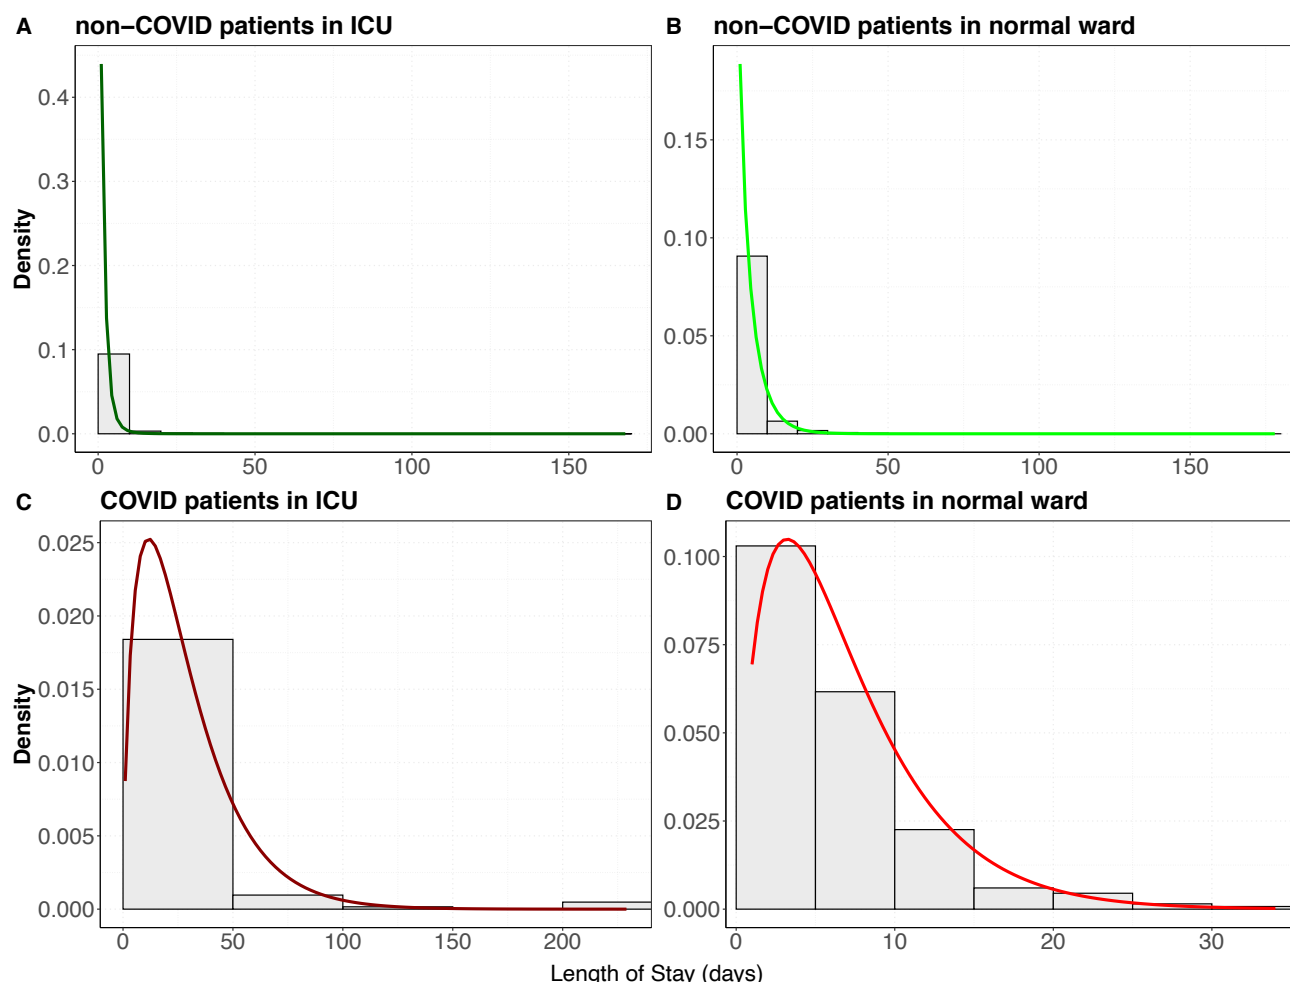 A non−COVID patients in ICU
B non−COVID patients in normal ward
Density
0.4
0.3
0.2
0.1
0.0
0 50 100 150
0.15
0.10
0.05
0.00
0 50 100 150
C COVID patients in ICU
D COVID patients in normal ward
Density
0.025
0.020
0.015
0.010
0.005
0.000
0 50 100 150 200
0.100
0.075
0.050
0.025
0.000
0 10 20 30
Length of Stay (days)